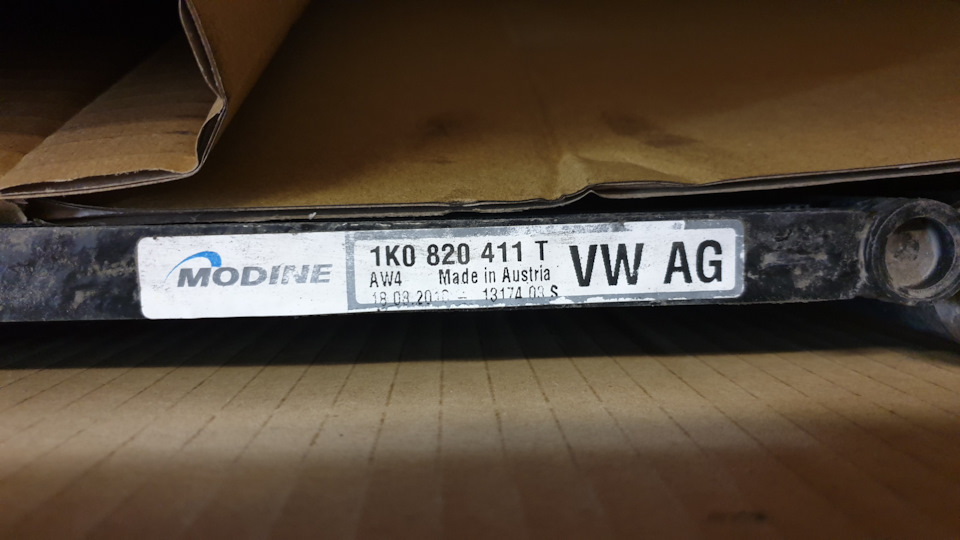 MODINE
1K0 820 411 T
AW4 Made in Austria
13174 03 S
VW AG